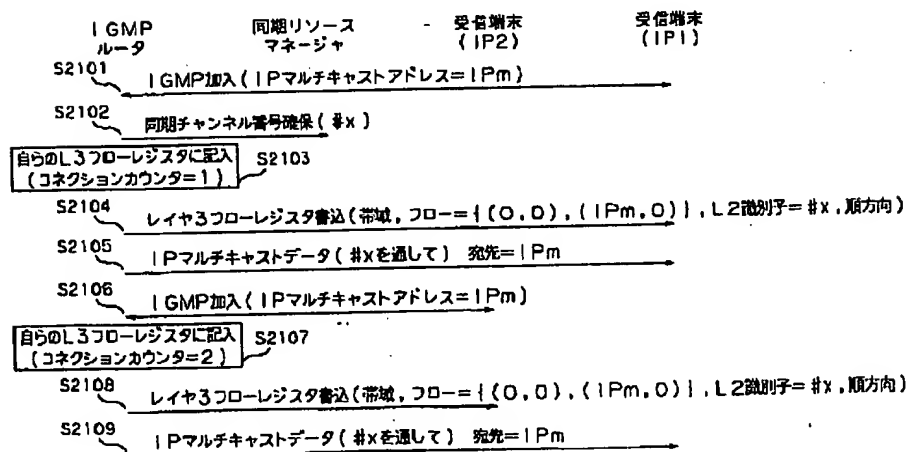 IGMP
ルータ
同期リソース
マネージャ
受信端末
(IP2)
受信端末
(IP1)
S2101
IGMP加入(IPマルチキャストアドレス=IPm)
S2102
同期チャンネル番号確保(#x)
自らのL3フローレジスタに記入
(コネクションカウンタ=1)
S2103
S2104
レイヤ3フローレジスタ書込(帯域,フロー={(0,0),(IPm,0)},L2識別子=#x,順方向)
S2105
IPマルチキャストデータ(#xを通して) 宛先=IPm
S2106
IGMP加入(IPマルチキャストアドレス=IPm)
自らのL3フローレジスタに記入
(コネクションカウンタ=2)
S2107
S2108
レイヤ3フローレジスタ書込(帯域,フロー={(0,0),(IPm,0)},L2識別子=#x,順方向)
S2109
IPマルチキャストデータ(#xを通して) 宛先=IPm